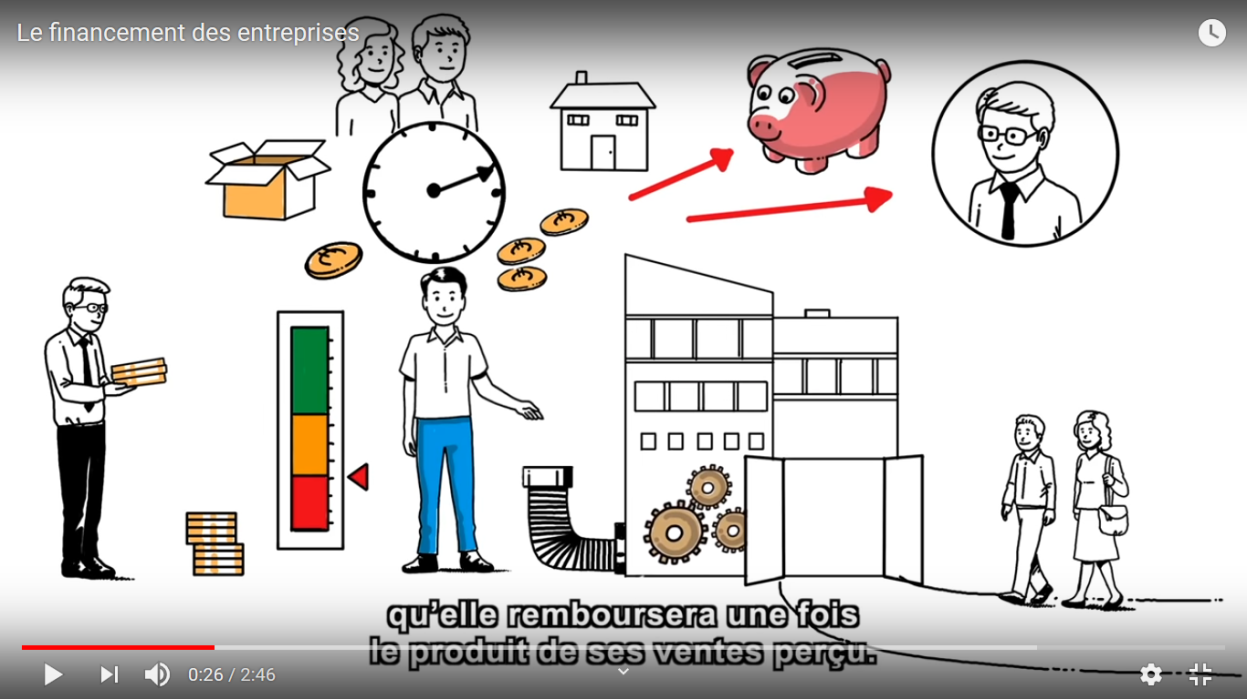 Le financement des entreprises
qu'elle remboursera une fois
le produit de ses ventes perçu.
0:26 / 2:46